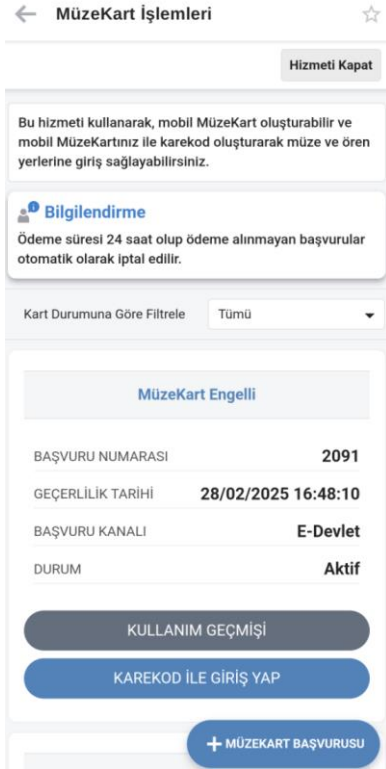 MüzeKart İşlemleri
Hizmeti Kapat
Bu hizmeti kullanarak, mobil MüzeKart oluşturabilir ve
mobil MüzeKartınız ile karekod oluşturarak müze ve ören
yerlerine giriş sağlayabilirsiniz.
Bilgilendirme
Ödeme süresi 24 saat olup ödeme alınmayan başvurular
otomatik olarak iptal edilir.
Kart Durumuna Göre Filtrele Tümü
MüzeKart Engelli
BAŞVURU NUMARASI 2091
GEÇERLİLİK TARİHİ 28/02/2025 16:48:10
BAŞVURU KANALI E-Devlet
DURUM Aktif
KULLANIM GEÇMİŞİ
KAREKOD İLE GİRİŞ YAP
+ MÜZEKART BAŞVURUSU